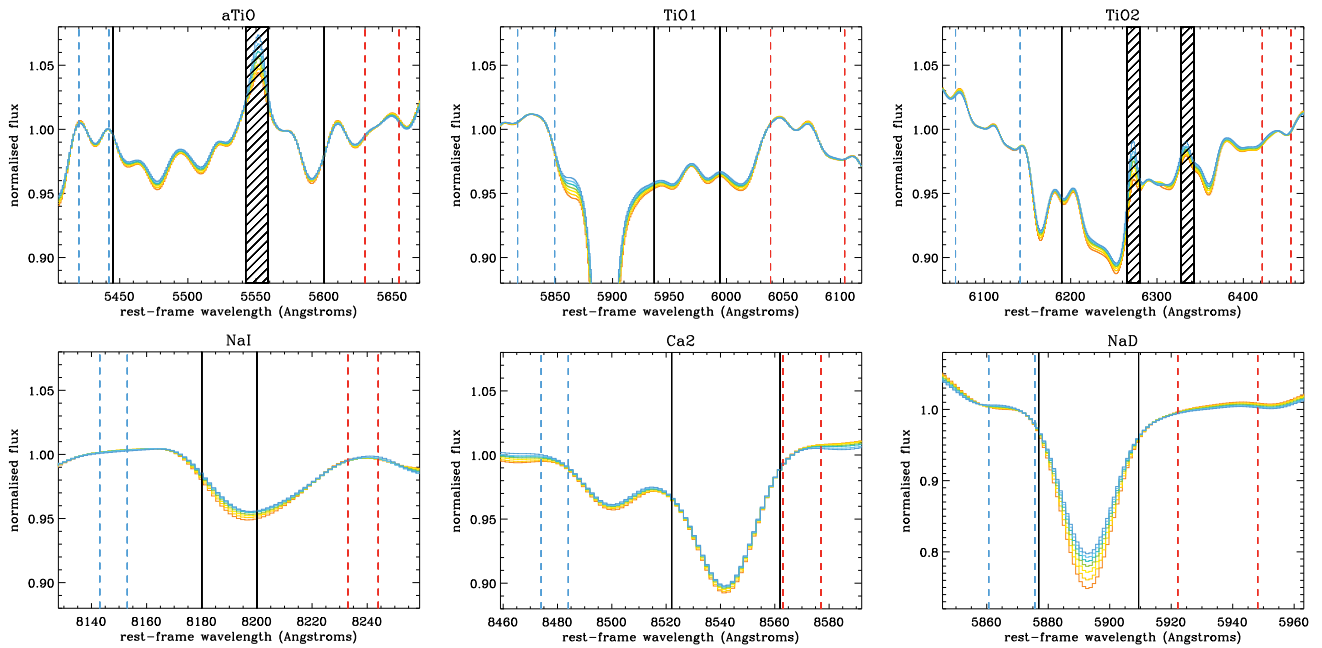 aTiO
TiO1
TiO2
normalised flux
1.05
1.00
0.95
0.90
5450 5500 5550 5600 5650
rest-frame wavelength (Angstroms)
normalised flux
1.05
1.00
0.95
0.90
5850 5900 5950 6000 6050 6100
rest-frame wavelength (Angstroms)
normalised flux
1.05
1.00
0.95
0.90
6100 6200 6300 6400
rest-frame wavelength (Angstroms)
NaI
Ca2
NaD
normalised flux
1.05
1.00
0.95
0.90
8140 8160 8180 8200 8220 8240
rest-frame wavelength (Angstroms)
normalised flux
1.05
1.00
0.95
0.90
8460 8480 8500 8520 8540 8560 8580
rest-frame wavelength (Angstroms)
normalised flux
1.0
0.9
0.8
5860 5880 5900 5920 5940 5960
rest-frame wavelength (Angstroms)